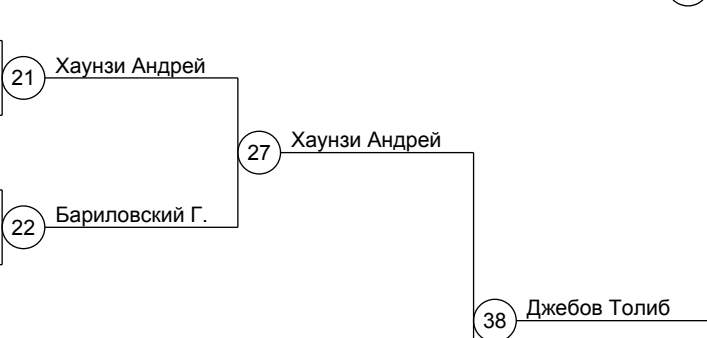 21 Хаунзи Андрей
27 Хаунзи Андрей
22 Бариловский Г.
38 Джебов Толиб